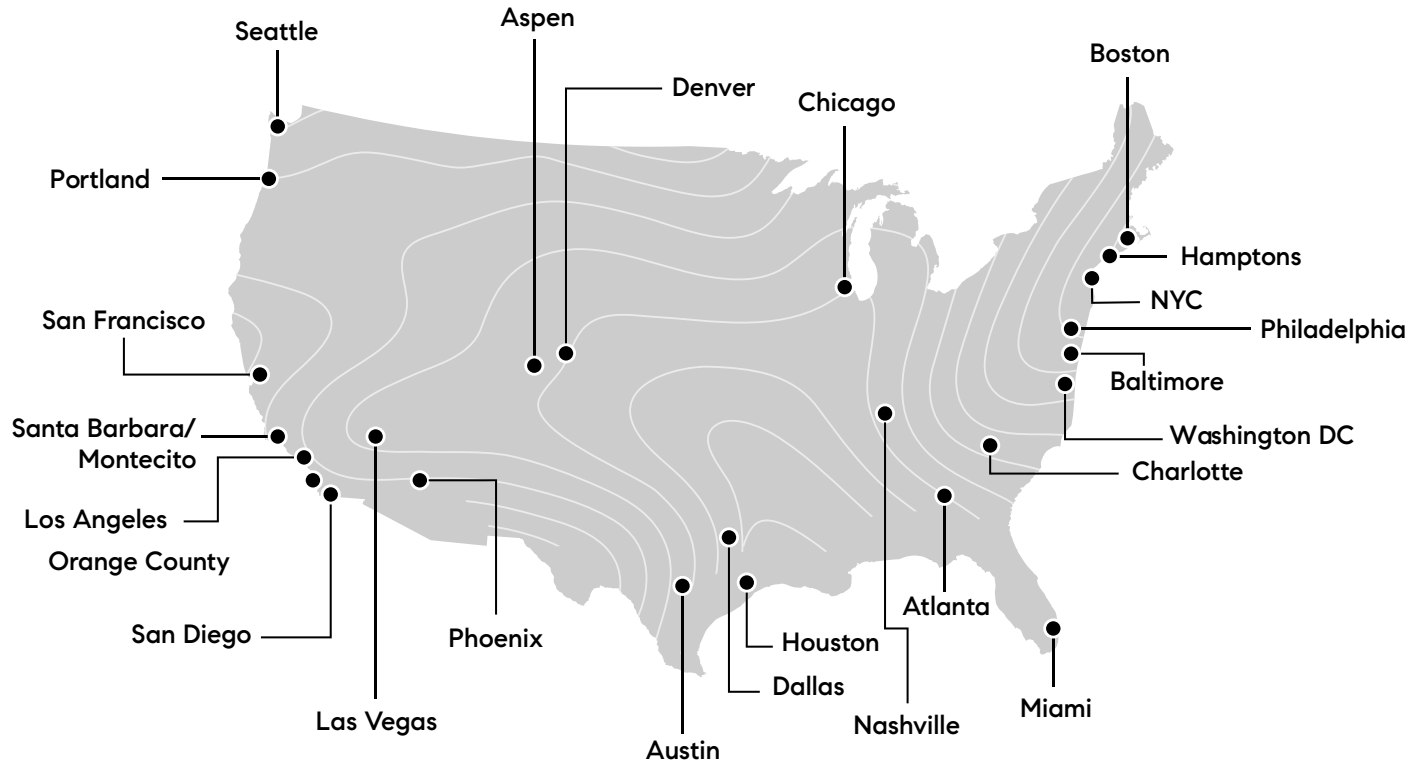 Aspen
Seattle
Boston
Denver
Chicago
Portland
Hamptons
NYC
San Francisco
Philadelphia
Baltimore
Santa Barbara/
Montecito
Washington DC
Charlotte
Los Angeles
Orange County
Atlanta
San Diego
Phoenix
Houston
Dallas
Miami
Las Vegas
Nashville
Austin